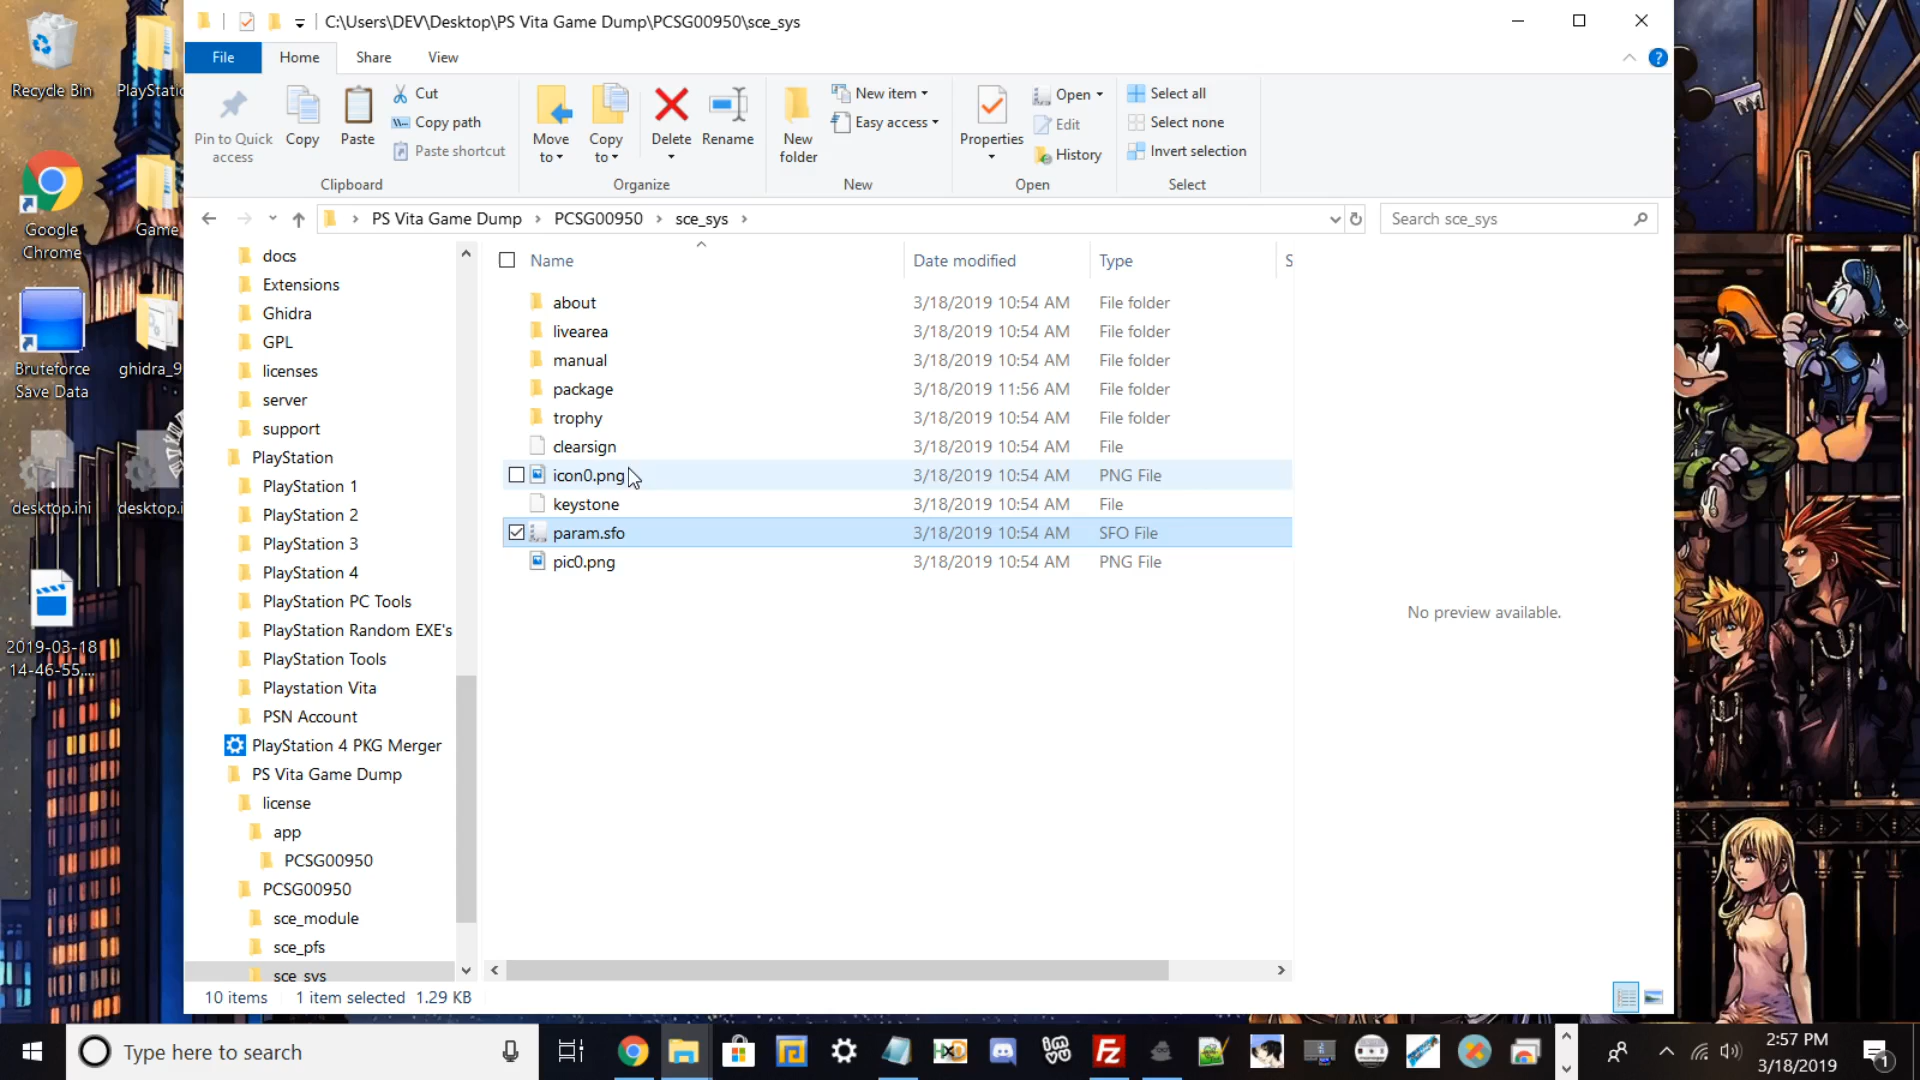 C:\Users\DEV\Desktop\PS Vita Game Dump\PCSG00950\sce_sys
File
Home
Share
View
Pin to Quick access
Copy
Paste
Cut
Copy path
Paste shortcut
Clipboard
Move to
Copy to
Delete
Rename
Organize
New folder
New item
Easy access
New
Properties
Open
Edit
History
Open
Select all
Select none
Invert selection
Select
PS Vita Game Dump > PCSG00950 > sce_sys >
Search sce_sys
docs
Extensions
Ghidra
GPL
licenses
server
support
PlayStation
PlayStation 1
PlayStation 2
PlayStation 3
PlayStation 4
PlayStation PC Tools
PlayStation Random EXE's
PlayStation Tools
Playstation Vita
PSN Account
PlayStation 4 PKG Merger
PS Vita Game Dump
license
app
PCSG00950
PCSG00950
sce_module
sce_pfs
sce_sys
Name Date modified Type S
about 3/18/2019 10:54 AM File folder
livearea 3/18/2019 10:54 AM File folder
manual 3/18/2019 10:54 AM File folder
package 3/18/2019 11:56 AM File folder
trophy 3/18/2019 10:54 AM File folder
clearsign 3/18/2019 10:54 AM File
icon0.png 3/18/2019 10:54 AM PNG File
keystone 3/18/2019 10:54 AM File
param.sfo 3/18/2019 10:54 AM SFO File
pic0.png 3/18/2019 10:54 AM PNG File
No preview available.
10 items 1 item selected 1.29 KB
Recycle Bin
PlayStatio
Google
Chrome
Game
Bruteforce
Save Data
ghidra_9
desktop.ini
desktop.i
2019-03-18
14-46-55....
Type here to search
2:57 PM
3/18/2019
1